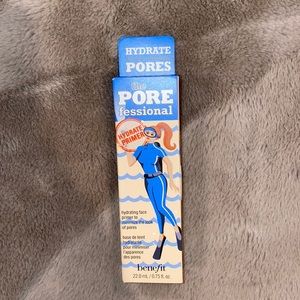 HYDRATE
PORES
the
PORE
fessional
HYDRATE
PRIMER
hydrating face
primer to
minimize the look
of pores
base de teint
hydratante
pour minimiser
l'apparence
des pores
benefit
22.0 mL / 0.75 fl. oz.